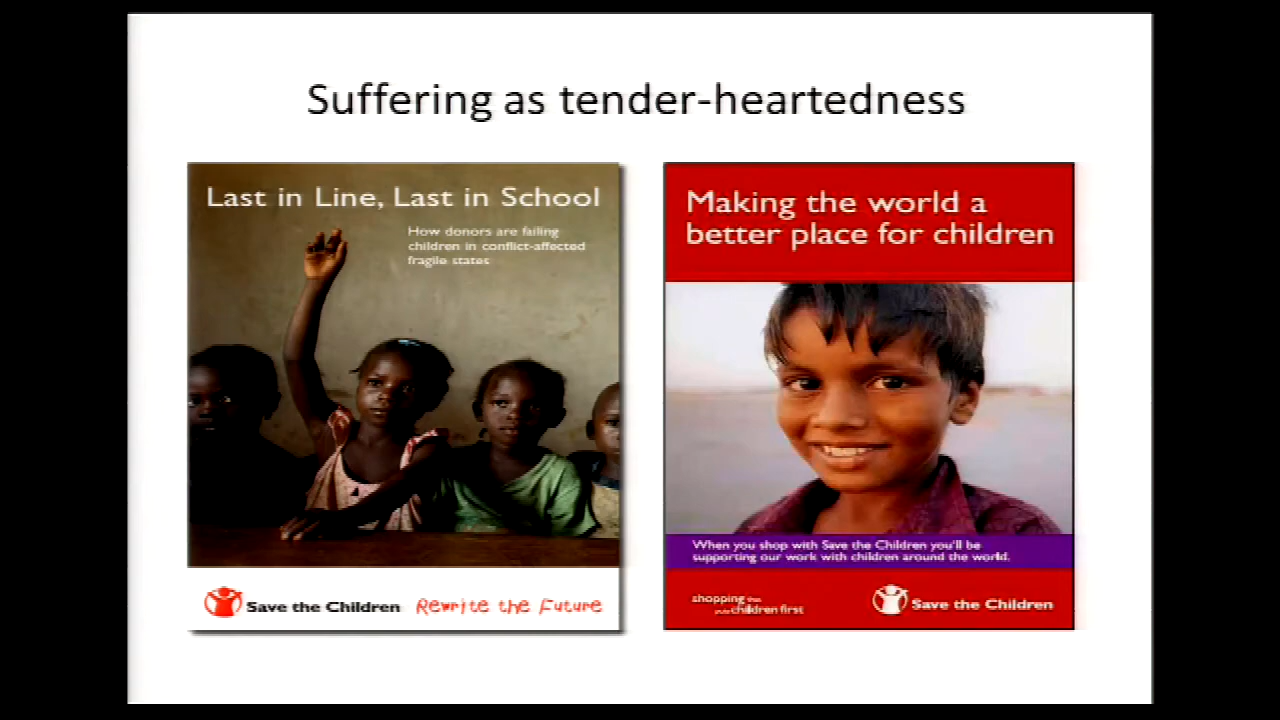 Suffering as tender-heartedness
Last in Line, Last in School
How donors are failing
children in conflict-affected
fragile states
Save the Children Rewrite the Future
Making the world a
better place for children
When you shop with Save the Children you'll be
supporting our work with children around the world.
shopping that
puts children first
Save the Children